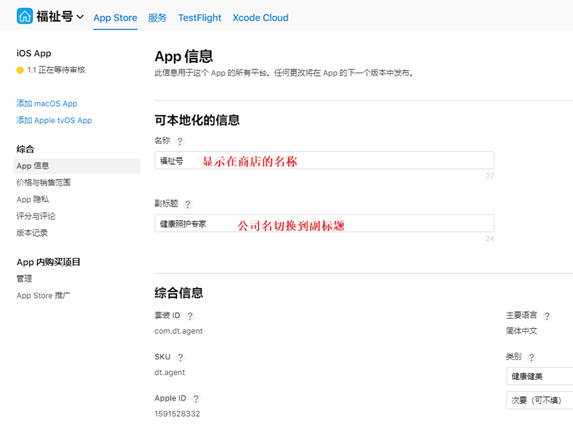 福祉号 App Store 服务 TestFlight Xcode Cloud
iOS App
1.1 正在等待审核
添加 macOS App
添加 Apple tvOS App
综合
App 信息
价格与销售范围
App 隐私
评分与评论
版本记录
App 内购买项目
管理
App Store 推广
App 信息
此信息用于这个 App 的所有平台。任何更改将在 App 的下一个版本中发布。
可本地化的信息
名称 ?
福祉号 显示在商店的名称
27
副标题 ?
健康照护专家 公司名切换到副标题
24
综合信息
套装 ID ?
com.dt.agent
SKU ?
dt.agent
Apple ID ?
1591528332
主要语言 ?
简体中文
类别 ?
健康健美
次要（可不填）